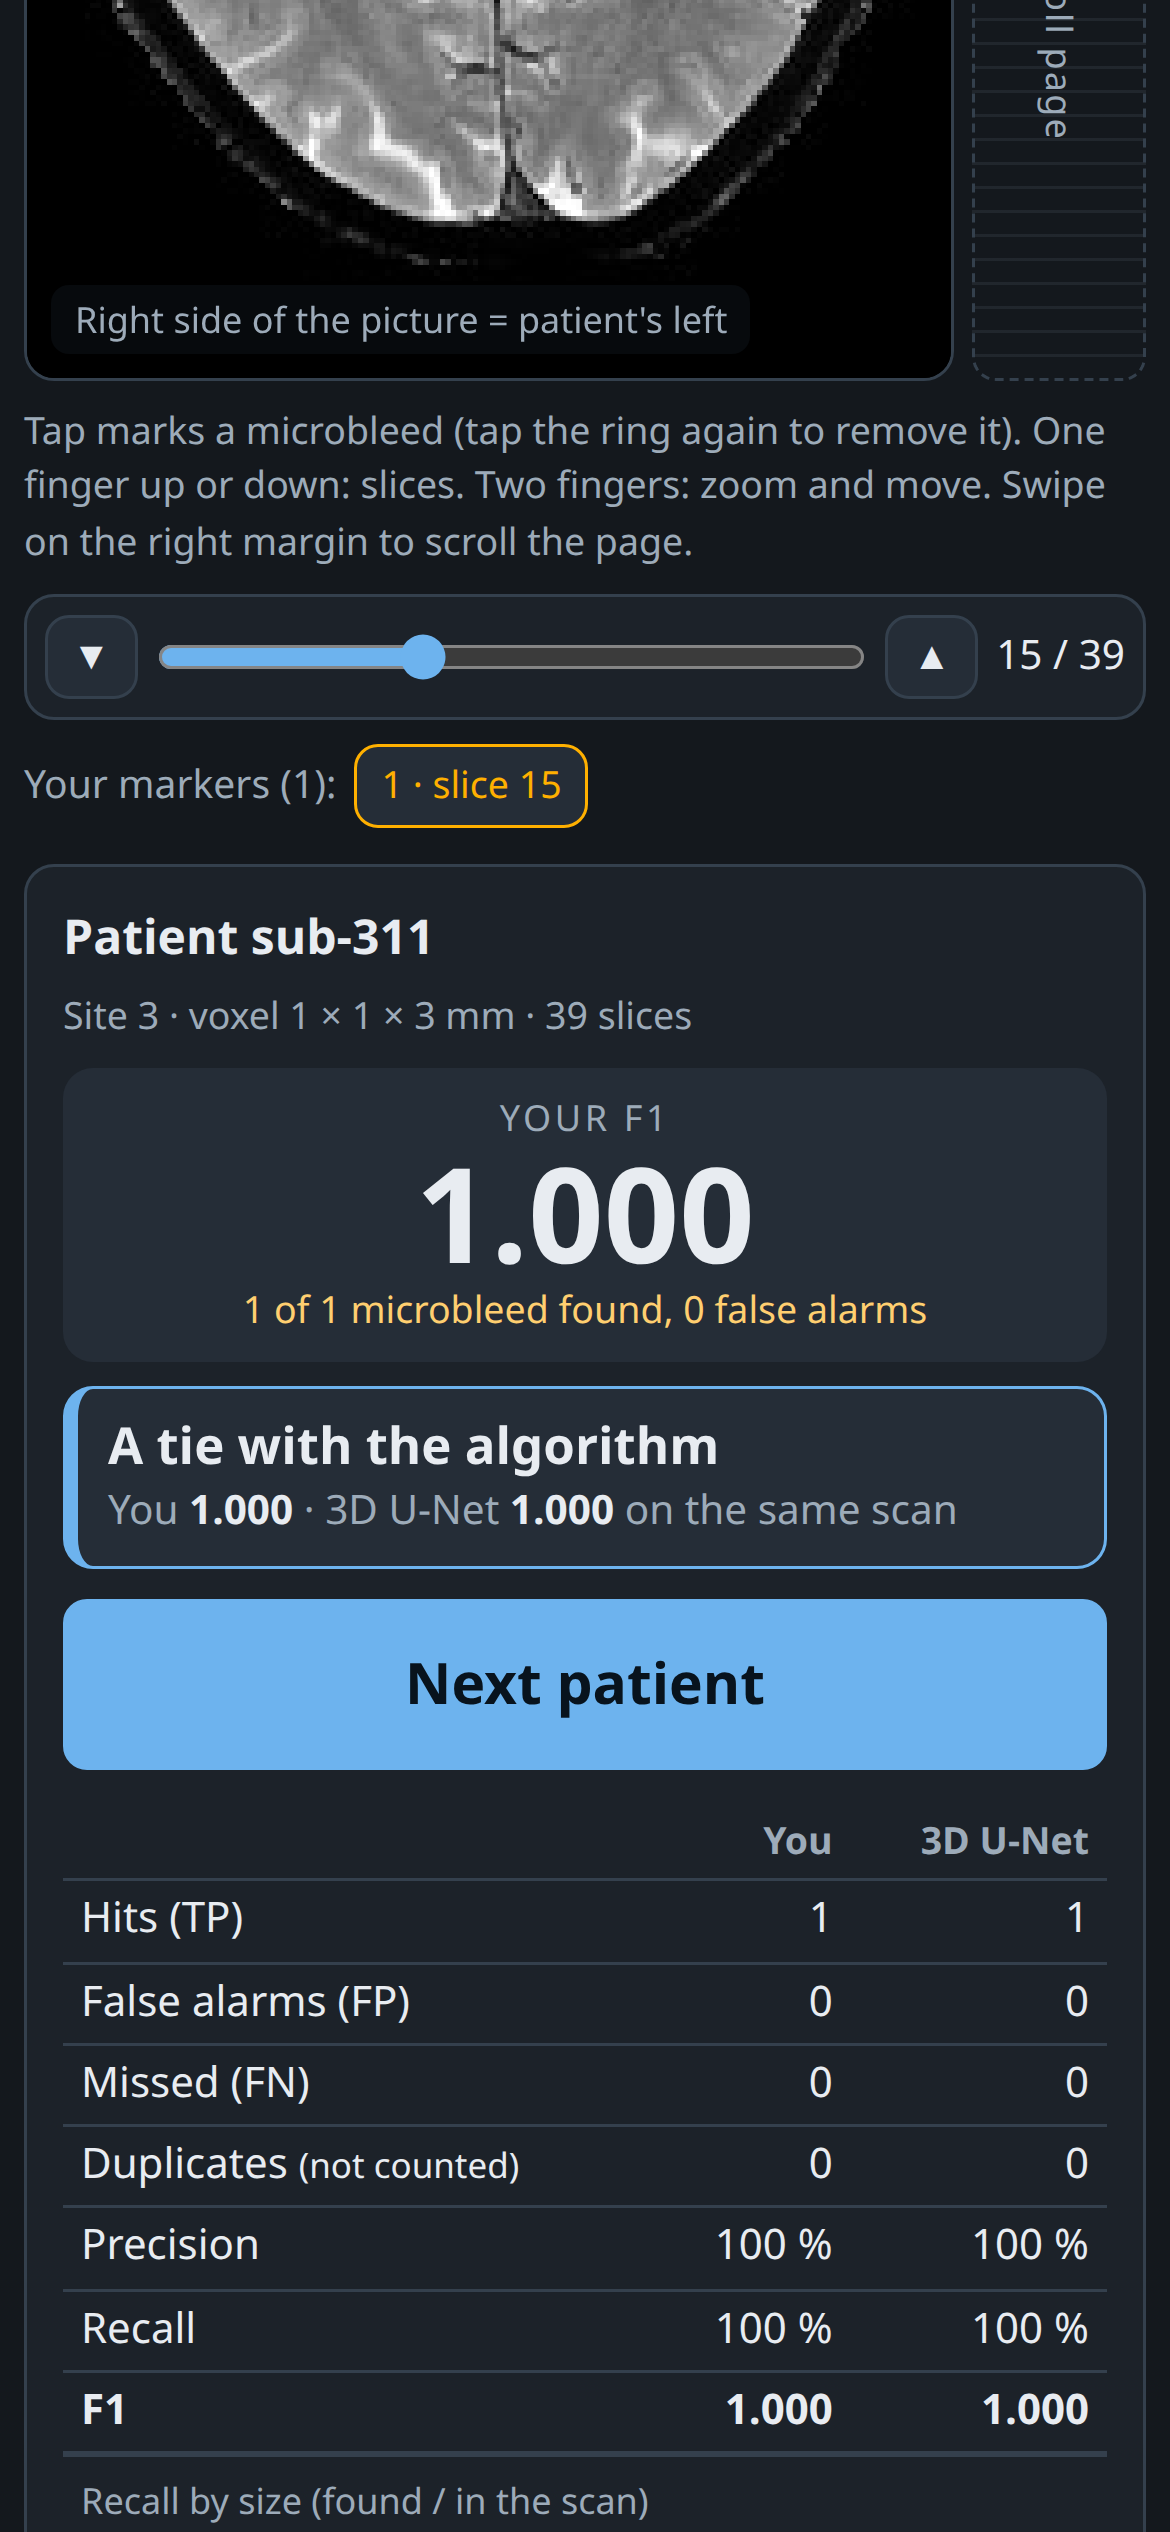 page
Right side of the picture = patient's left
Tap marks a microbleed (tap the ring again to remove it). One
finger up or down: slices. Two fingers: zoom and move. Swipe
on the right margin to scroll the page.
▼ ▲ 15 / 39
Your markers (1): 1 · slice 15
Patient sub-311
Site 3 · voxel 1 × 1 × 3 mm · 39 slices
YOUR F1
1.000
1 of 1 microbleed found, 0 false alarms
A tie with the algorithm
You 1.000 · 3D U-Net 1.000 on the same scan
Next patient
You 3D U-Net
Hits (TP) 1 1
False alarms (FP) 0 0
Missed (FN) 0 0
Duplicates (not counted) 0 0
Precision 100 % 100 %
Recall 100 % 100 %
F1 1.000 1.000
Recall by size (found / in the scan)